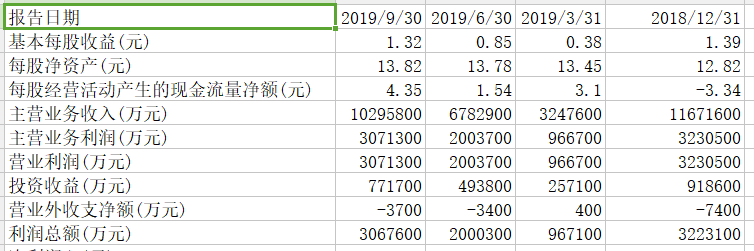 报告日期 2019/9/30 2019/6/30 2019/3/31 2018/12/31
基本每股收益(元) 1.32 0.85 0.38 1.39
每股净资产(元) 13.82 13.78 13.45 12.82
每股经营活动产生的现金流量净额(元) 4.35 1.54 3.1 -3.34
主营业务收入(万元) 10295800 6782900 3247600 11671600
主营业务利润(万元) 3071300 2003700 966700 3230500
营业利润(万元) 3071300 2003700 966700 3230500
投资收益(万元) 771700 493800 257100 918600
营业外收支净额(万元) -3700 -3400 400 -7400
利润总额(万元) 3067600 2000300 967100 3223100